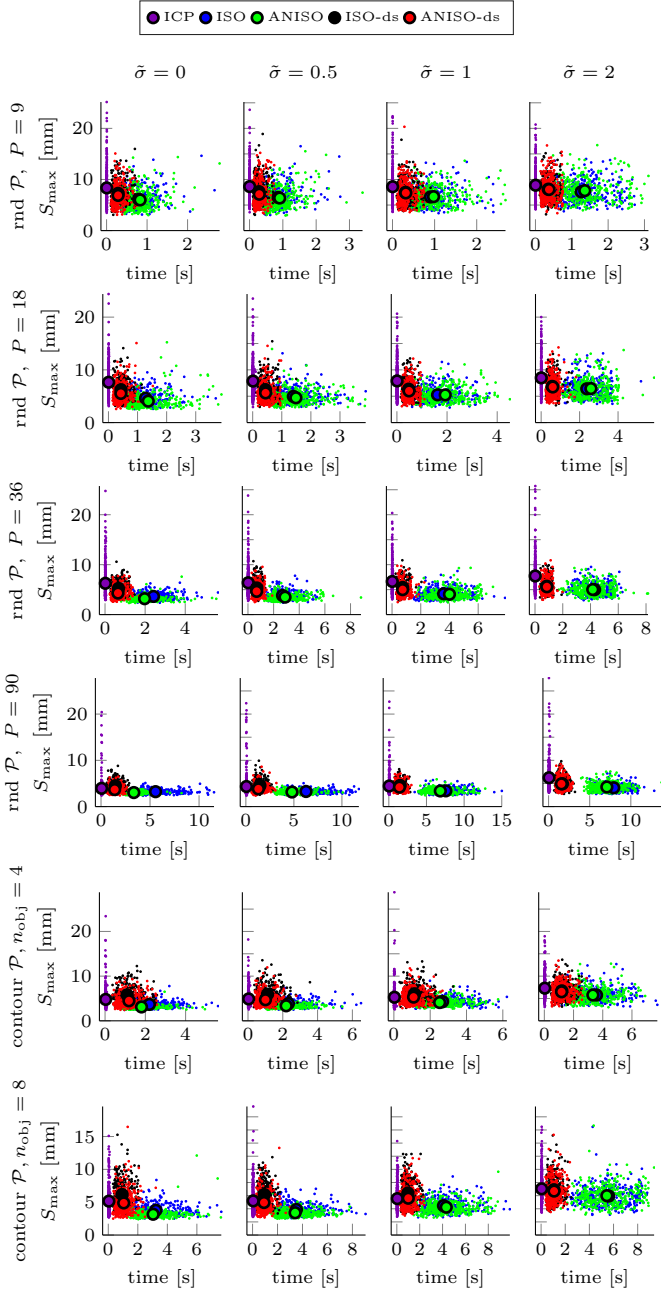 ICP ISO ANISO ISO-ds ANISO-ds
σ̃ = 0 σ̃ = 0.5 σ̃ = 1 σ̃ = 2
rnd 𝒫, P = 9
S_max [mm]
20
10
0
0 1 2 0 1 2 3 0 1 2 0 1 2 3
time [s] time [s] time [s] time [s]
rnd 𝒫, P = 18
S_max [mm]
20
10
0
0 1 2 3 0 1 2 3 0 2 4 0 2 4
time [s] time [s] time [s] time [s]
rnd 𝒫, P = 36
S_max [mm]
20
10
0
0 2 4 6 0 2 4 6 8 0 2 4 6 8 0 2 4 6 8
time [s] time [s] time [s] time [s]
rnd 𝒫, P = 90
S_max [mm]
20
10
0
0 5 10 0 5 10 0 5 10 15 0 5 10
time [s] time [s] time [s] time [s]
contour 𝒫, n_obj = 4
S_max [mm]
20
10
0
0 2 4 0 2 4 6 0 2 4 6 0 2 4 6
time [s] time [s] time [s] time [s]
contour 𝒫, n_obj = 8
S_max [mm]
15
10
5
0
0 2 4 6 0 2 4 6 8 0 2 4 6 8 0 2 4 6 8
time [s] time [s] time [s] time [s]